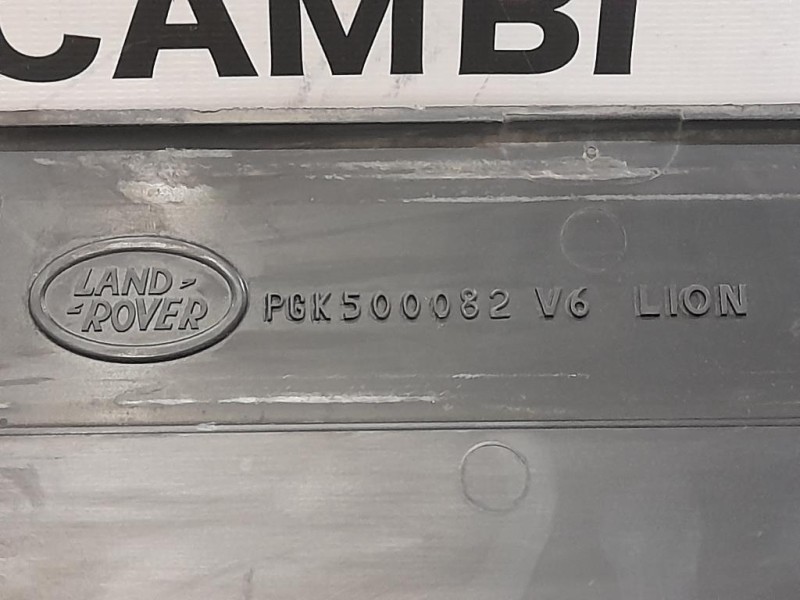 CAMBI
LAND-
-ROVER
PGK500082 V6 LION